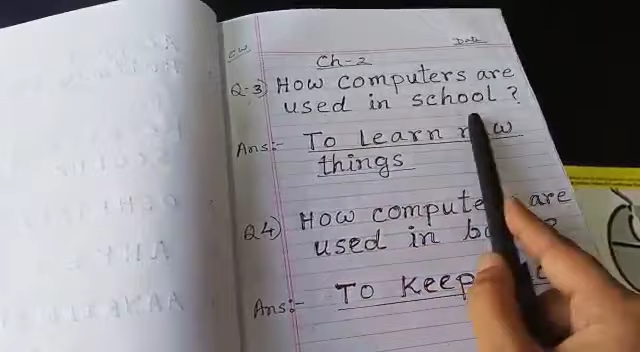 CW
Date
Ch-2
Q-3) How computers are
used in school?
Ans:- To Learn
things
Q4) How are
used in ?
Ans:- To Keep